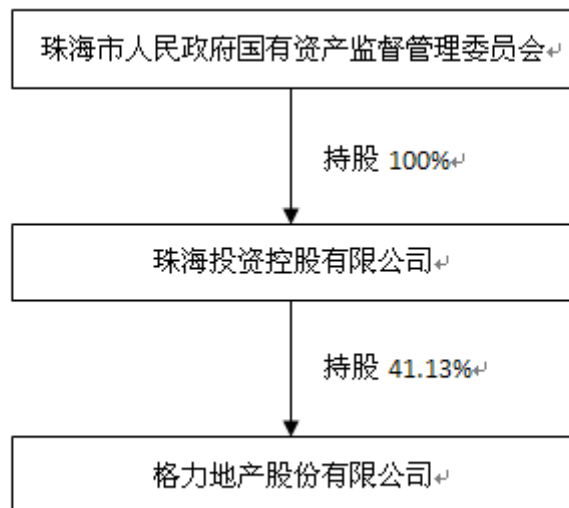 珠海市人民政府国有资产监督管理委员会↵
持股 100%↵
珠海投资控股有限公司↵
持股 41.13%↵
格力地产股份有限公司↵